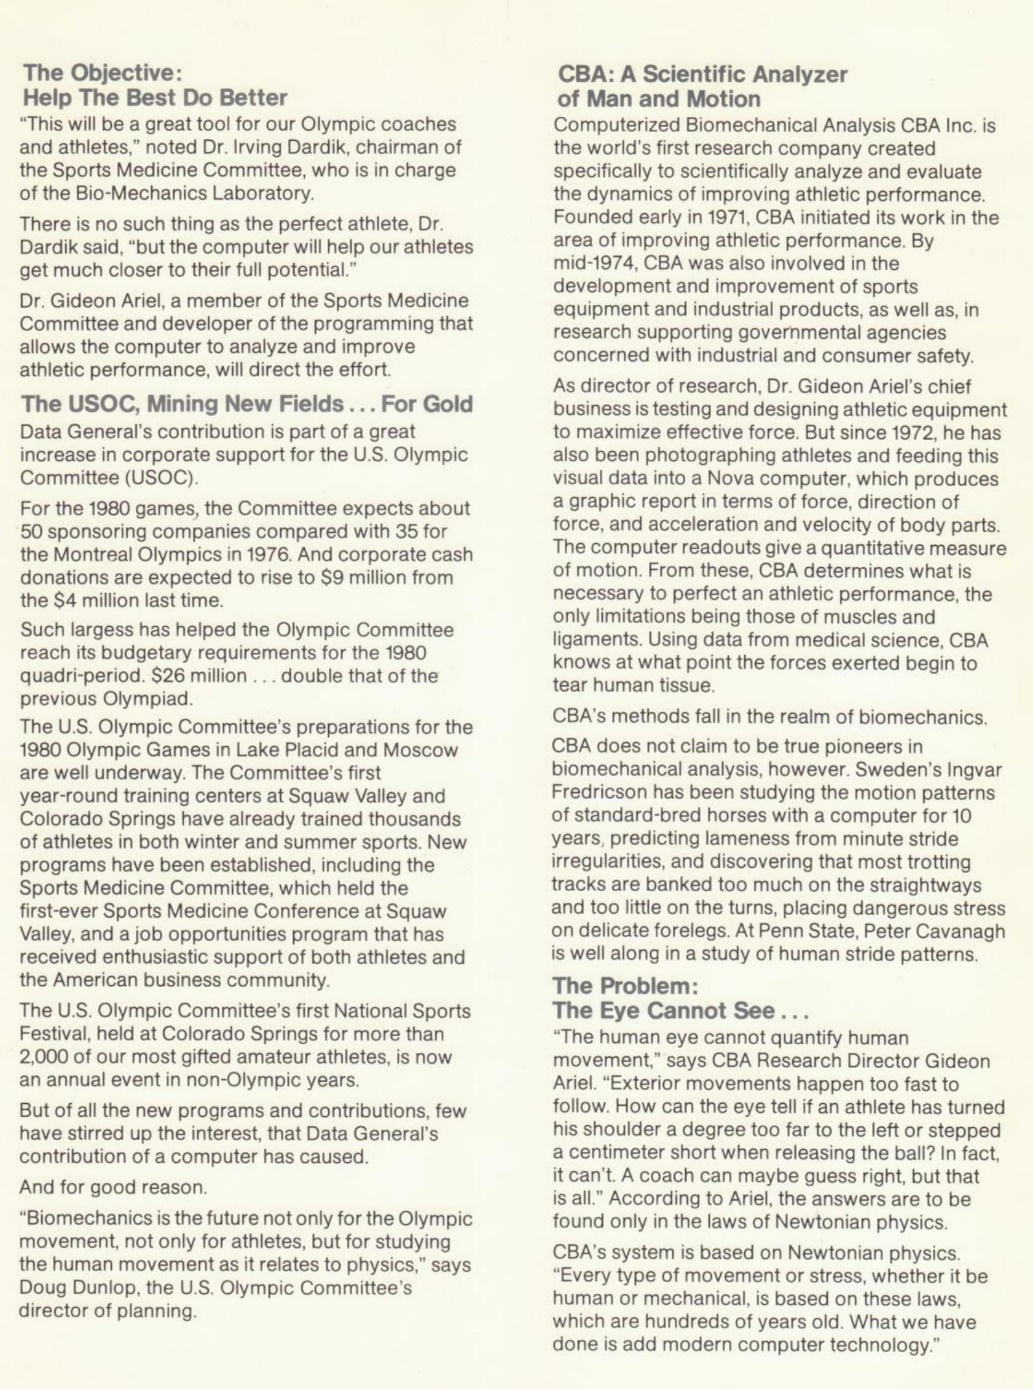 The Objective:
Help The Best Do Better
“This will be a great tool for our Olympic coaches
and athletes,” noted Dr. Irving Dardik, chairman of
the Sports Medicine Committee, who is in charge
of the Bio-Mechanics Laboratory.
There is no such thing as the perfect athlete, Dr.
Dardik said, “but the computer will help our athletes
get much closer to their full potential.”
Dr. Gideon Ariel, a member of the Sports Medicine
Committee and developer of the programming that
allows the computer to analyze and improve
athletic performance, will direct the effort.
The USOC, Mining New Fields . . . For Gold
Data General’s contribution is part of a great
increase in corporate support for the U.S. Olympic
Committee (USOC).
For the 1980 games, the Committee expects about
50 sponsoring companies compared with 35 for
the Montreal Olympics in 1976. And corporate cash
donations are expected to rise to $9 million from
the $4 million last time.
Such largess has helped the Olympic Committee
reach its budgetary requirements for the 1980
quadri-period. $26 million . . . double that of the
previous Olympiad.
The U.S. Olympic Committee’s preparations for the
1980 Olympic Games in Lake Placid and Moscow
are well underway. The Committee’s first
year-round training centers at Squaw Valley and
Colorado Springs have already trained thousands
of athletes in both winter and summer sports. New
programs have been established, including the
Sports Medicine Committee, which held the
first-ever Sports Medicine Conference at Squaw
Valley, and a job opportunities program that has
received enthusiastic support of both athletes and
the American business community.
The U.S. Olympic Committee’s first National Sports
Festival, held at Colorado Springs for more than
2,000 of our most gifted amateur athletes, is now
an annual event in non-Olympic years.
But of all the new programs and contributions, few
have stirred up the interest, that Data General’s
contribution of a computer has caused.
And for good reason.
“Biomechanics is the future not only for the Olympic
movement, not only for athletes, but for studying
the human movement as it relates to physics,” says
Doug Dunlop, the U.S. Olympic Committee’s
director of planning.
CBA: A Scientific Analyzer
of Man and Motion
Computerized Biomechanical Analysis CBA Inc. is
the world’s first research company created
specifically to scientifically analyze and evaluate
the dynamics of improving athletic performance.
Founded early in 1971, CBA initiated its work in the
area of improving athletic performance. By
mid-1974, CBA was also involved in the
development and improvement of sports
equipment and industrial products, as well as, in
research supporting governmental agencies
concerned with industrial and consumer safety.
As director of research, Dr. Gideon Ariel’s chief
business is testing and designing athletic equipment
to maximize effective force. But since 1972, he has
also been photographing athletes and feeding this
visual data into a Nova computer, which produces
a graphic report in terms of force, direction of
force, and acceleration and velocity of body parts.
The computer readouts give a quantitative measure
of motion. From these, CBA determines what is
necessary to perfect an athletic performance, the
only limitations being those of muscles and
ligaments. Using data from medical science, CBA
knows at what point the forces exerted begin to
tear human tissue.
CBA’s methods fall in the realm of biomechanics.
CBA does not claim to be true pioneers in
biomechanical analysis, however. Sweden’s Ingvar
Fredricson has been studying the motion patterns
of standard-bred horses with a computer for 10
years, predicting lameness from minute stride
irregularities, and discovering that most trotting
tracks are banked too much on the straightways
and too little on the turns, placing dangerous stress
on delicate forelegs. At Penn State, Peter Cavanagh
is well along in a study of human stride patterns.
The Problem:
The Eye Cannot See . . .
“The human eye cannot quantify human
movement,” says CBA Research Director Gideon
Ariel. “Exterior movements happen too fast to
follow. How can the eye tell if an athlete has turned
his shoulder a degree too far to the left or stepped
a centimeter short when releasing the ball? In fact,
it can’t. A coach can maybe guess right, but that
is all.” According to Ariel, the answers are to be
found only in the laws of Newtonian physics.
CBA’s system is based on Newtonian physics.
“Every type of movement or stress, whether it be
human or mechanical, is based on these laws,
which are hundreds of years old. What we have
done is add modern computer technology.”